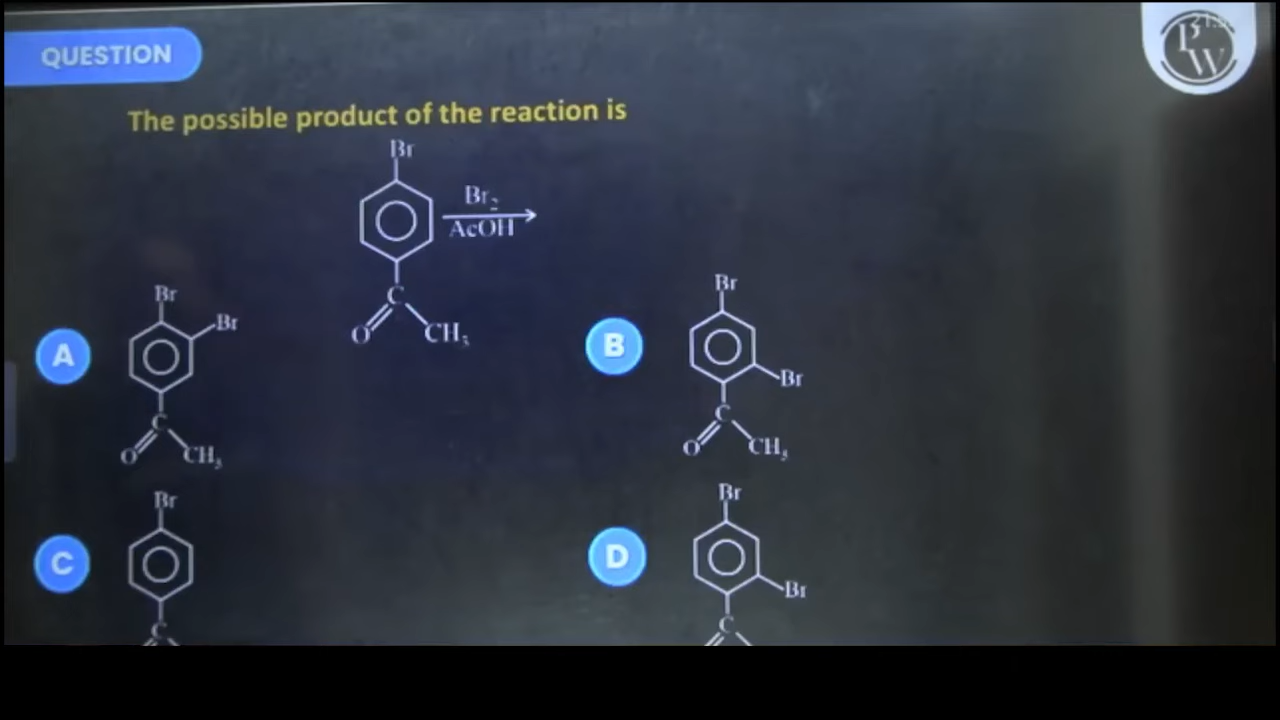 QUESTION
PW
The possible product of the reaction is
Br
Br₂
AcOH
C
O
CH₃
A
Br
Br
C
O
CH₃
B
Br
Br
C
O
CH₃
C
Br
C
D
Br
Br
C